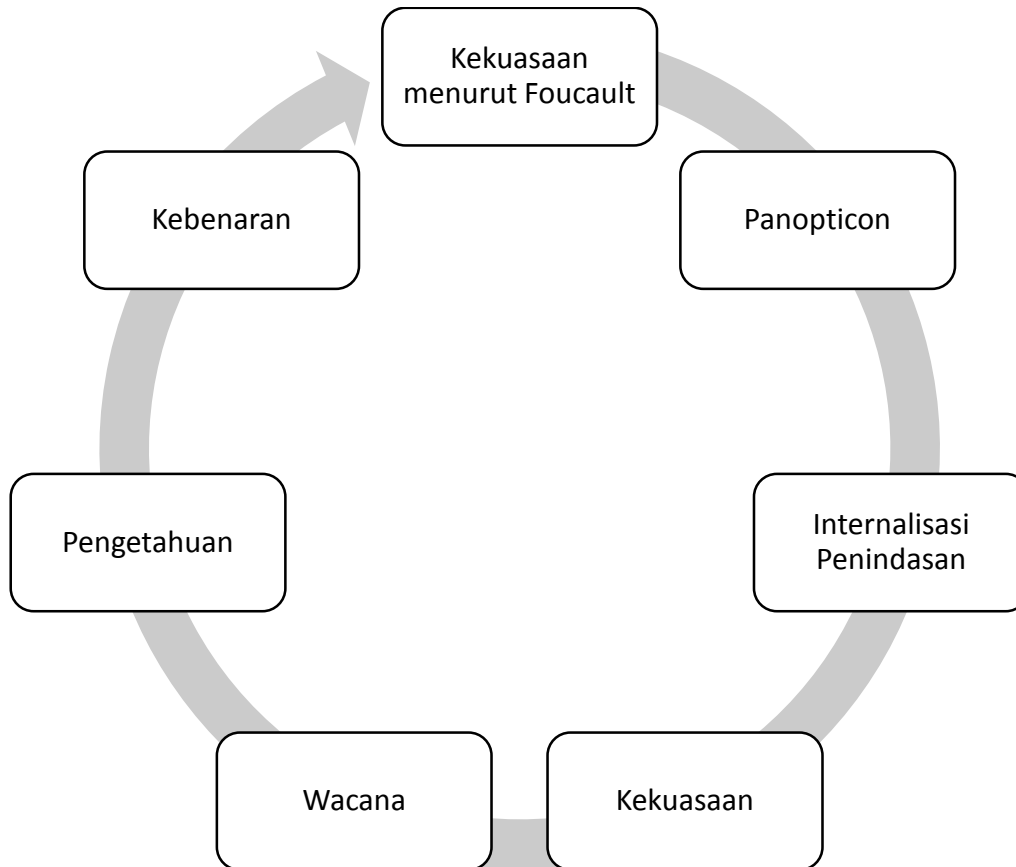 Kekuasaan
menurut Foucault
Panopticon
Internalisasi
Penindasan
Kekuasaan
Wacana
Pengetahuan
Kebenaran